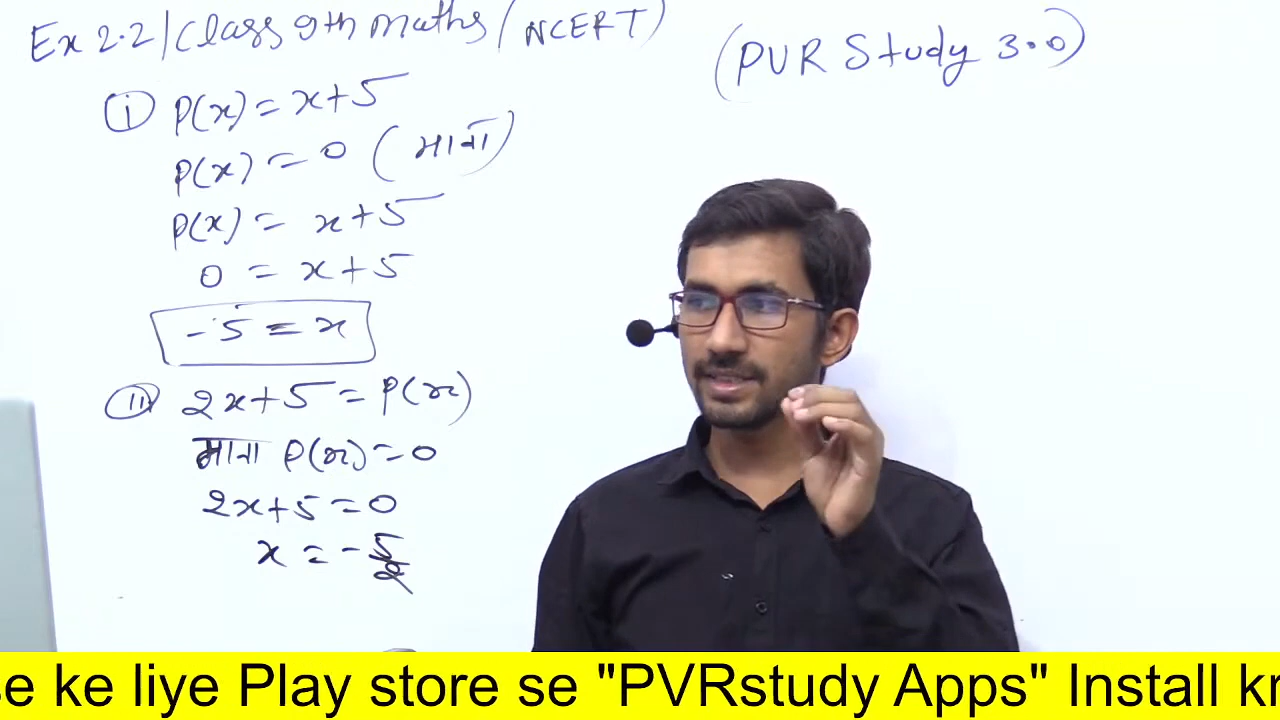 Ex 2.2/Class 9th maths/(NCERT)
(PVR Study 3.0)
(i) P(x) = x+5
P(x) = 0 (माना)
P(x) = x+5
0 = x+5
-5 = x
(ii) 2x+5 = P(x)
माना P(x) = 0
2x+5 = 0
x = -5/2
se ke liye Play store se "PVRstudy Apps" Install kr